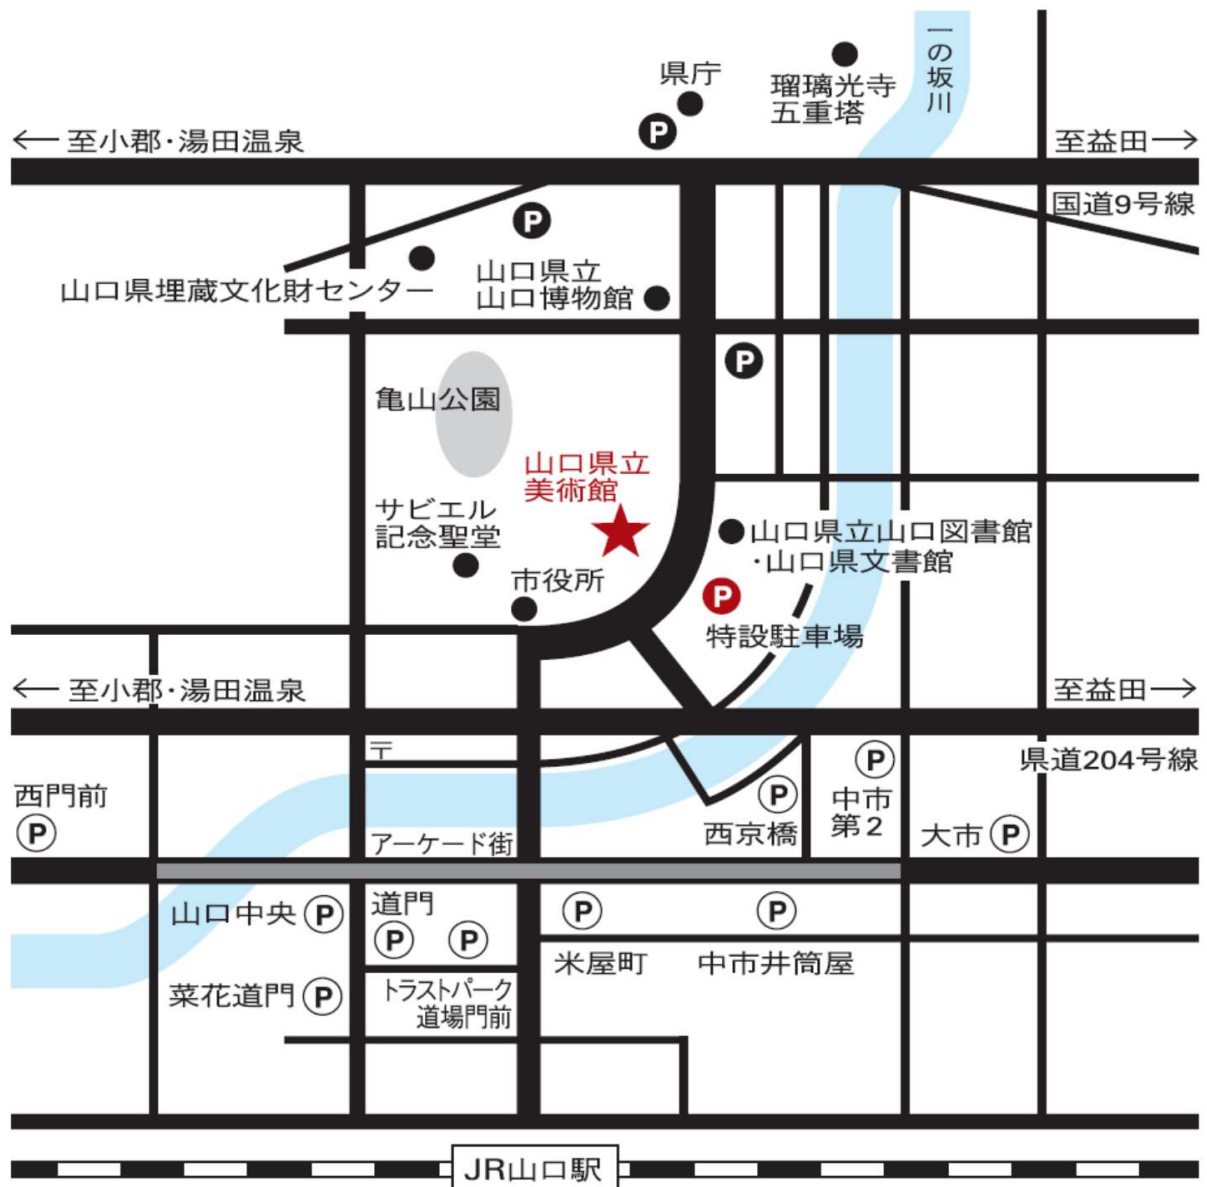 一の坂川
県庁
P
瑠璃光寺
五重塔
←至小郡・湯田温泉
至益田→
国道9号線
P
山口県埋蔵文化財センター
山口県立
山口博物館
P
亀山公園
山口県立
美術館
サビエル
記念聖堂
市役所
山口県立山口図書館
・山口県文書館
P
特設駐車場
←至小郡・湯田温泉
至益田→
〒
県道204号線
西門前
P
アーケード街
P
西京橋
P
中市
第2
大市 P
山口中央 P
道門
P P
P
米屋町
P
中市井筒屋
菜花道門 P
トラストパーク
道場門前
JR山口駅